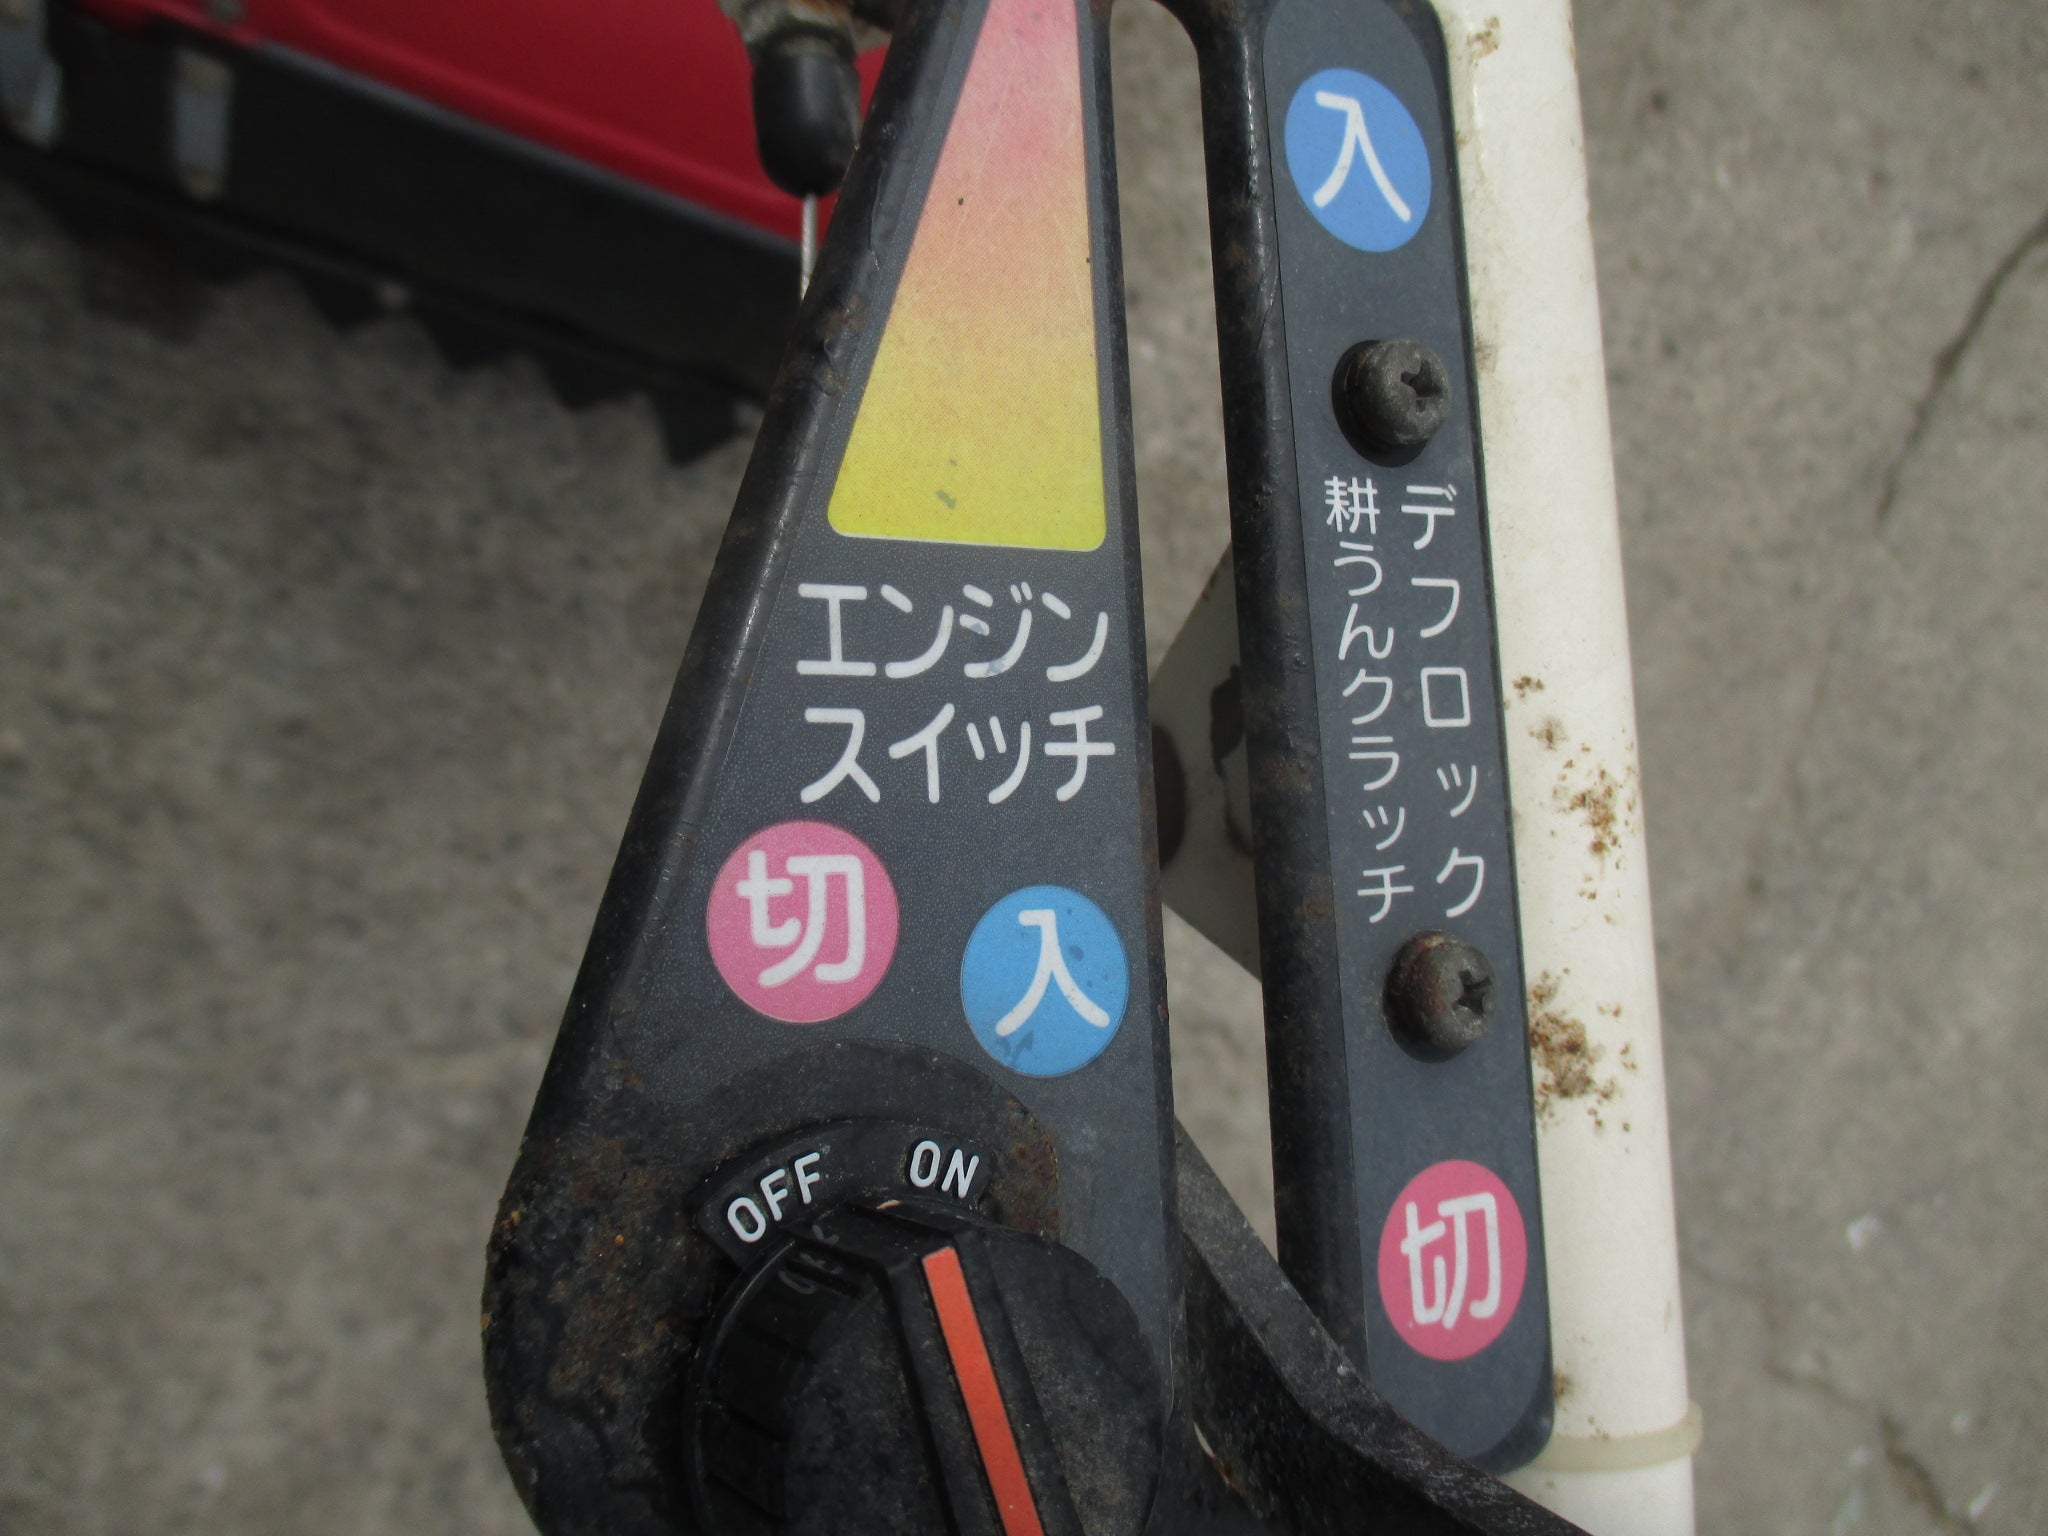 エンジン
スイッチ
切
入
OFF
ON
入
デフロック
耕うんクラッチ
切